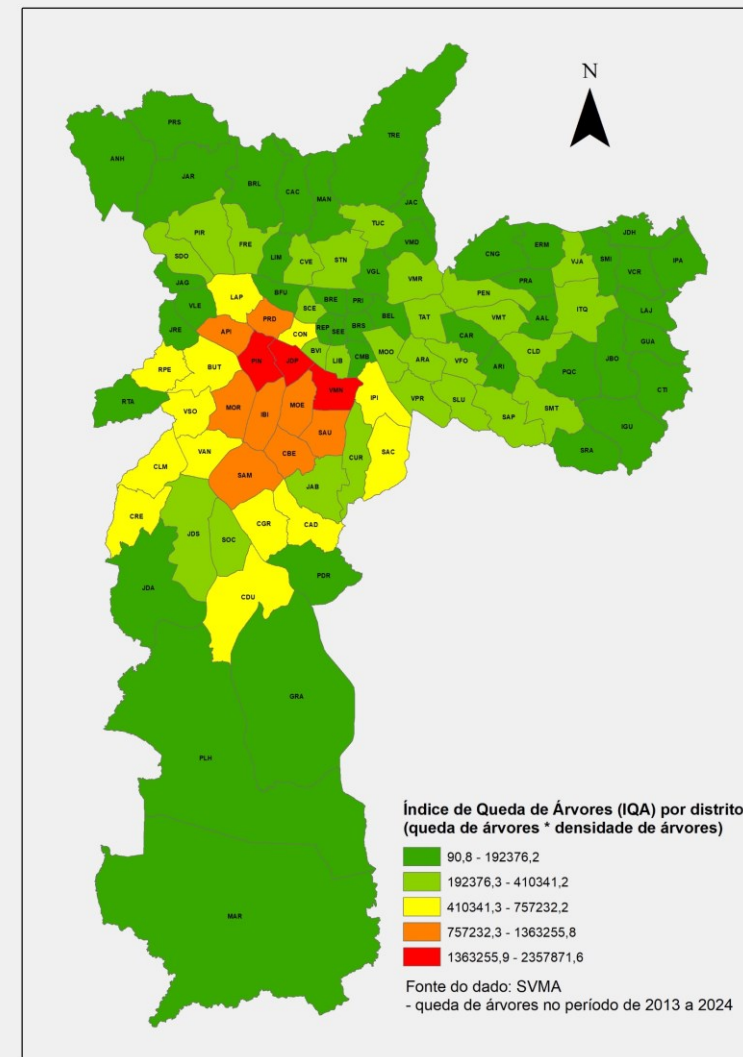 N
PRS
TRE
ANH
JAR
BRL
CAC
MAN
JAC
TUC
PIR
FRE
VMD
JDH
SDO
LIM
CVE
STN
CNG
ERM
VJA
SMI
IPA
JAG
VGL
VMR
VCR
VLE
LAP
BFU
PEN
PRA
SCE
BRE
PRI
AAL
ITQ
LAJ
PRD
REP
SEE
BRS
BEL
TAT
VMT
JRE
API
CON
CAR
GUA
BVI
LIB
CMB
MOO
ARA
VFO
CLD
JBO
RPE
BUT
PIN
JDP
ARI
PQC
CTI
RTA
VMN
IPI
VPR
SLU
VSO
MOR
IBI
MOE
SAP
SMT
IGU
SAU
VAN
SAC
SRA
CLM
CBE
CUR
SAM
JAB
CRE
CGR
CAD
JDS
SOC
JDA
PDR
CDU
GRA
PLH
MAR
Índice de Queda de Árvores (IQA) por distrito
(queda de árvores * densidade de árvores)
90,8 - 192376,2
192376,3 - 410341,2
410341,3 - 757232,2
757232,3 - 1363255,8
1363255,9 - 2357871,6
Fonte do dado: SVMA
- queda de árvores no período de 2013 a 2024